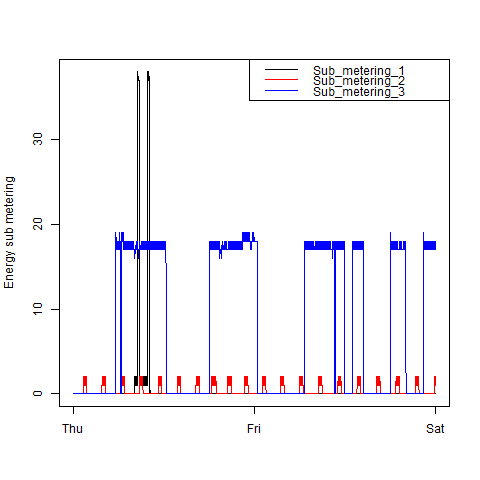 Sub_metering_1
Sub_metering_2
Sub_metering_3
Energy sub metering
30
20
10
0
Thu Fri Sat